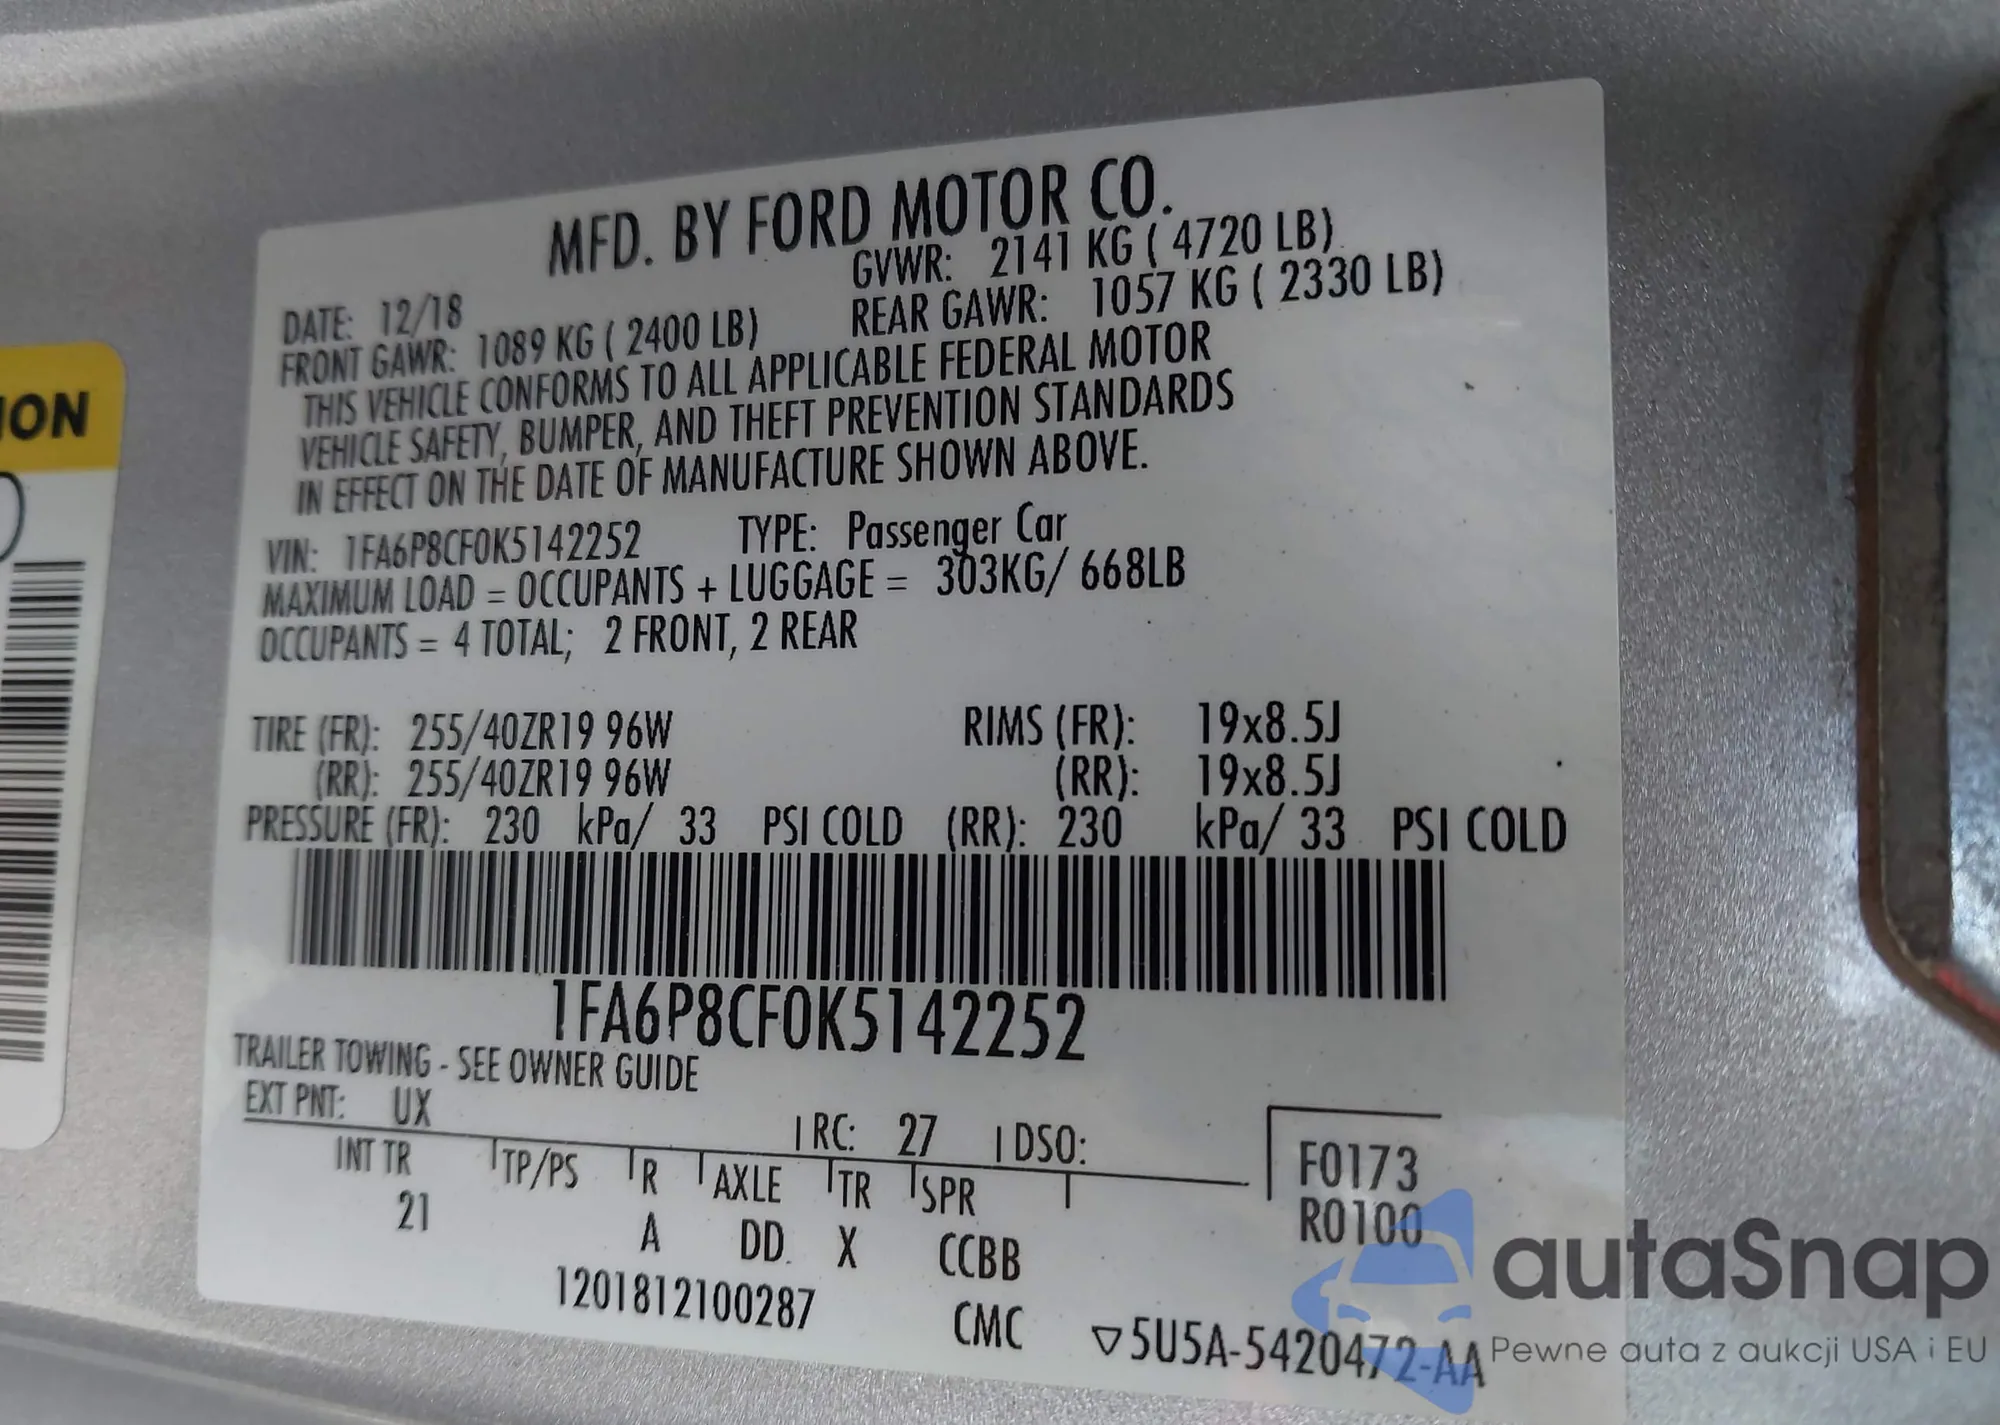 MFD. BY FORD MOTOR CO.
DATE: 12/18 GVWR: 2141 KG ( 4720 LB)
FRONT GAWR: 1089 KG ( 2400 LB) REAR GAWR: 1057 KG ( 2330 LB)
THIS VEHICLE CONFORMS TO ALL APPLICABLE FEDERAL MOTOR
VEHICLE SAFETY, BUMPER, AND THEFT PREVENTION STANDARDS
IN EFFECT ON THE DATE OF MANUFACTURE SHOWN ABOVE.
VIN: 1FA6P8CF0K5142252 TYPE: Passenger Car
MAXIMUM LOAD = OCCUPANTS + LUGGAGE = 303KG/ 668LB
OCCUPANTS = 4 TOTAL; 2 FRONT, 2 REAR
TIRE (FR): 255/40ZR19 96W RIMS (FR): 19x8.5J
(RR): 255/40ZR19 96W (RR): 19x8.5J
PRESSURE (FR): 230 kPa/ 33 PSI COLD (RR): 230 kPa/ 33 PSI COLD
1FA6P8CF0K5142252
TRAILER TOWING - SEE OWNER GUIDE
EXT PNT: UX RC: 27 DSO:
INT TR TP/PS R AXLE TR SPR
21 A DD X CCBB
F0173
R0100
1201812100287 CMC ▽5U5A-5420472-AA
autaSnap
Pewne auta z aukcji USA i EU